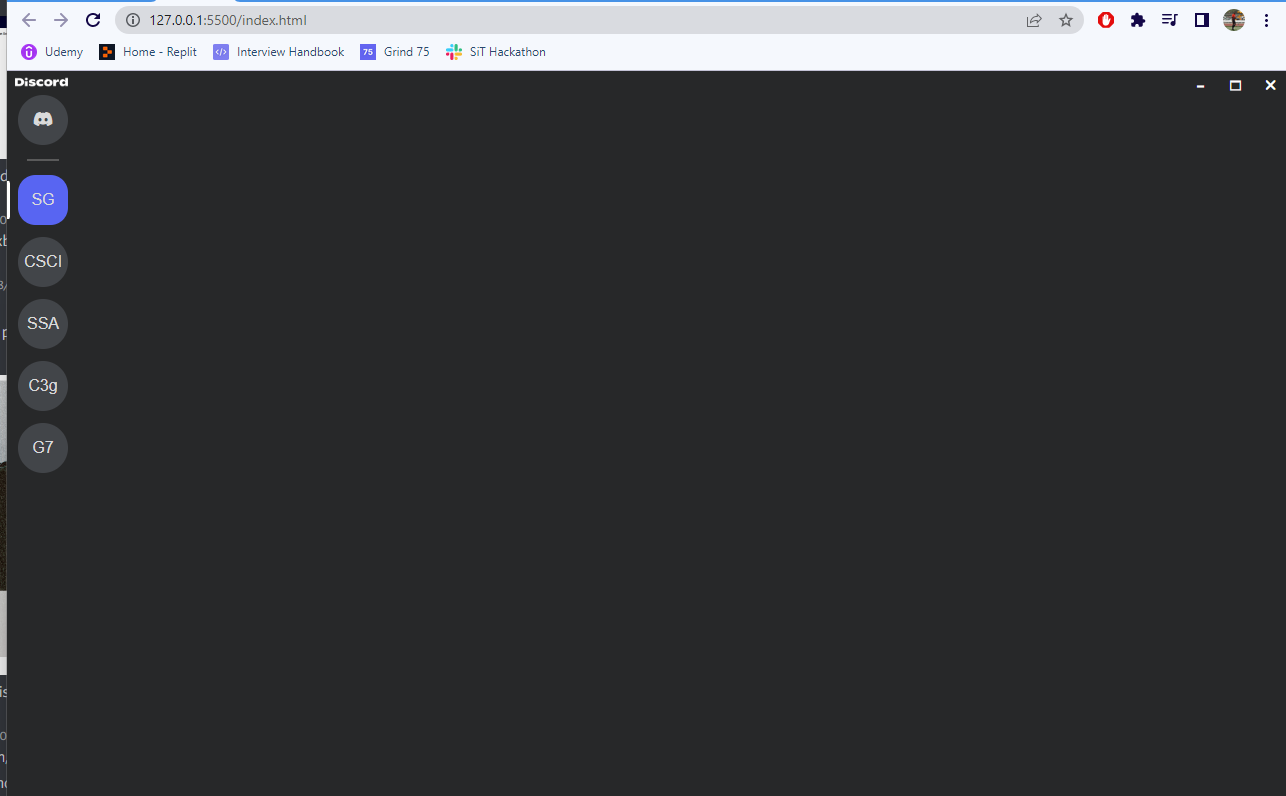 127.0.0.1:5500/index.html
Udemy Home - Replit </> Interview Handbook 75 Grind 75 SiT Hackathon
Discord
SG
CSCI
SSA
C3g
G7